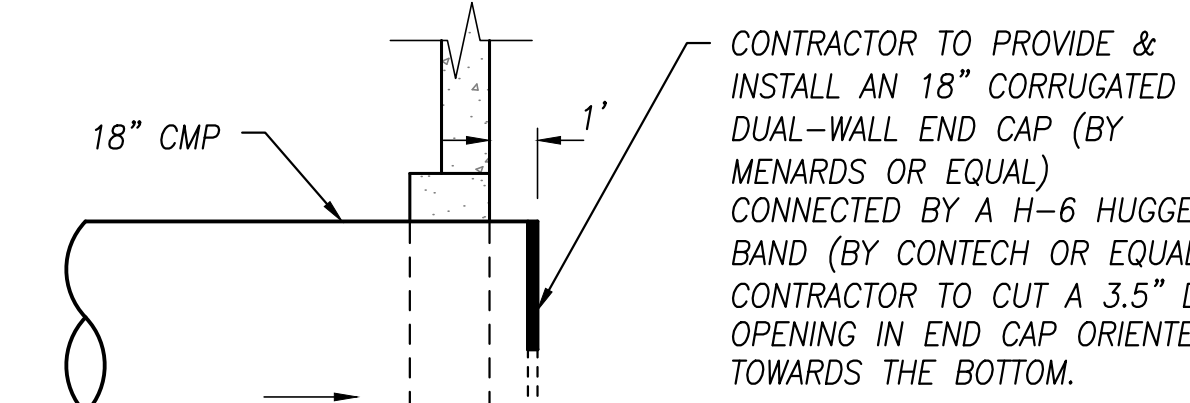 CONTRACTOR TO PROVIDE &
INSTALL AN 18” CORRUGATED
DUAL–WALL END CAP (BY
MENARDS OR EQUAL)
CONNECTED BY A H–6
BAND (BY CONTECH OR
CONTRACTOR TO CUT A 3.5”
OPENING IN END CAP
TOWARDS THE BOTTOM.
18” CMP
1’